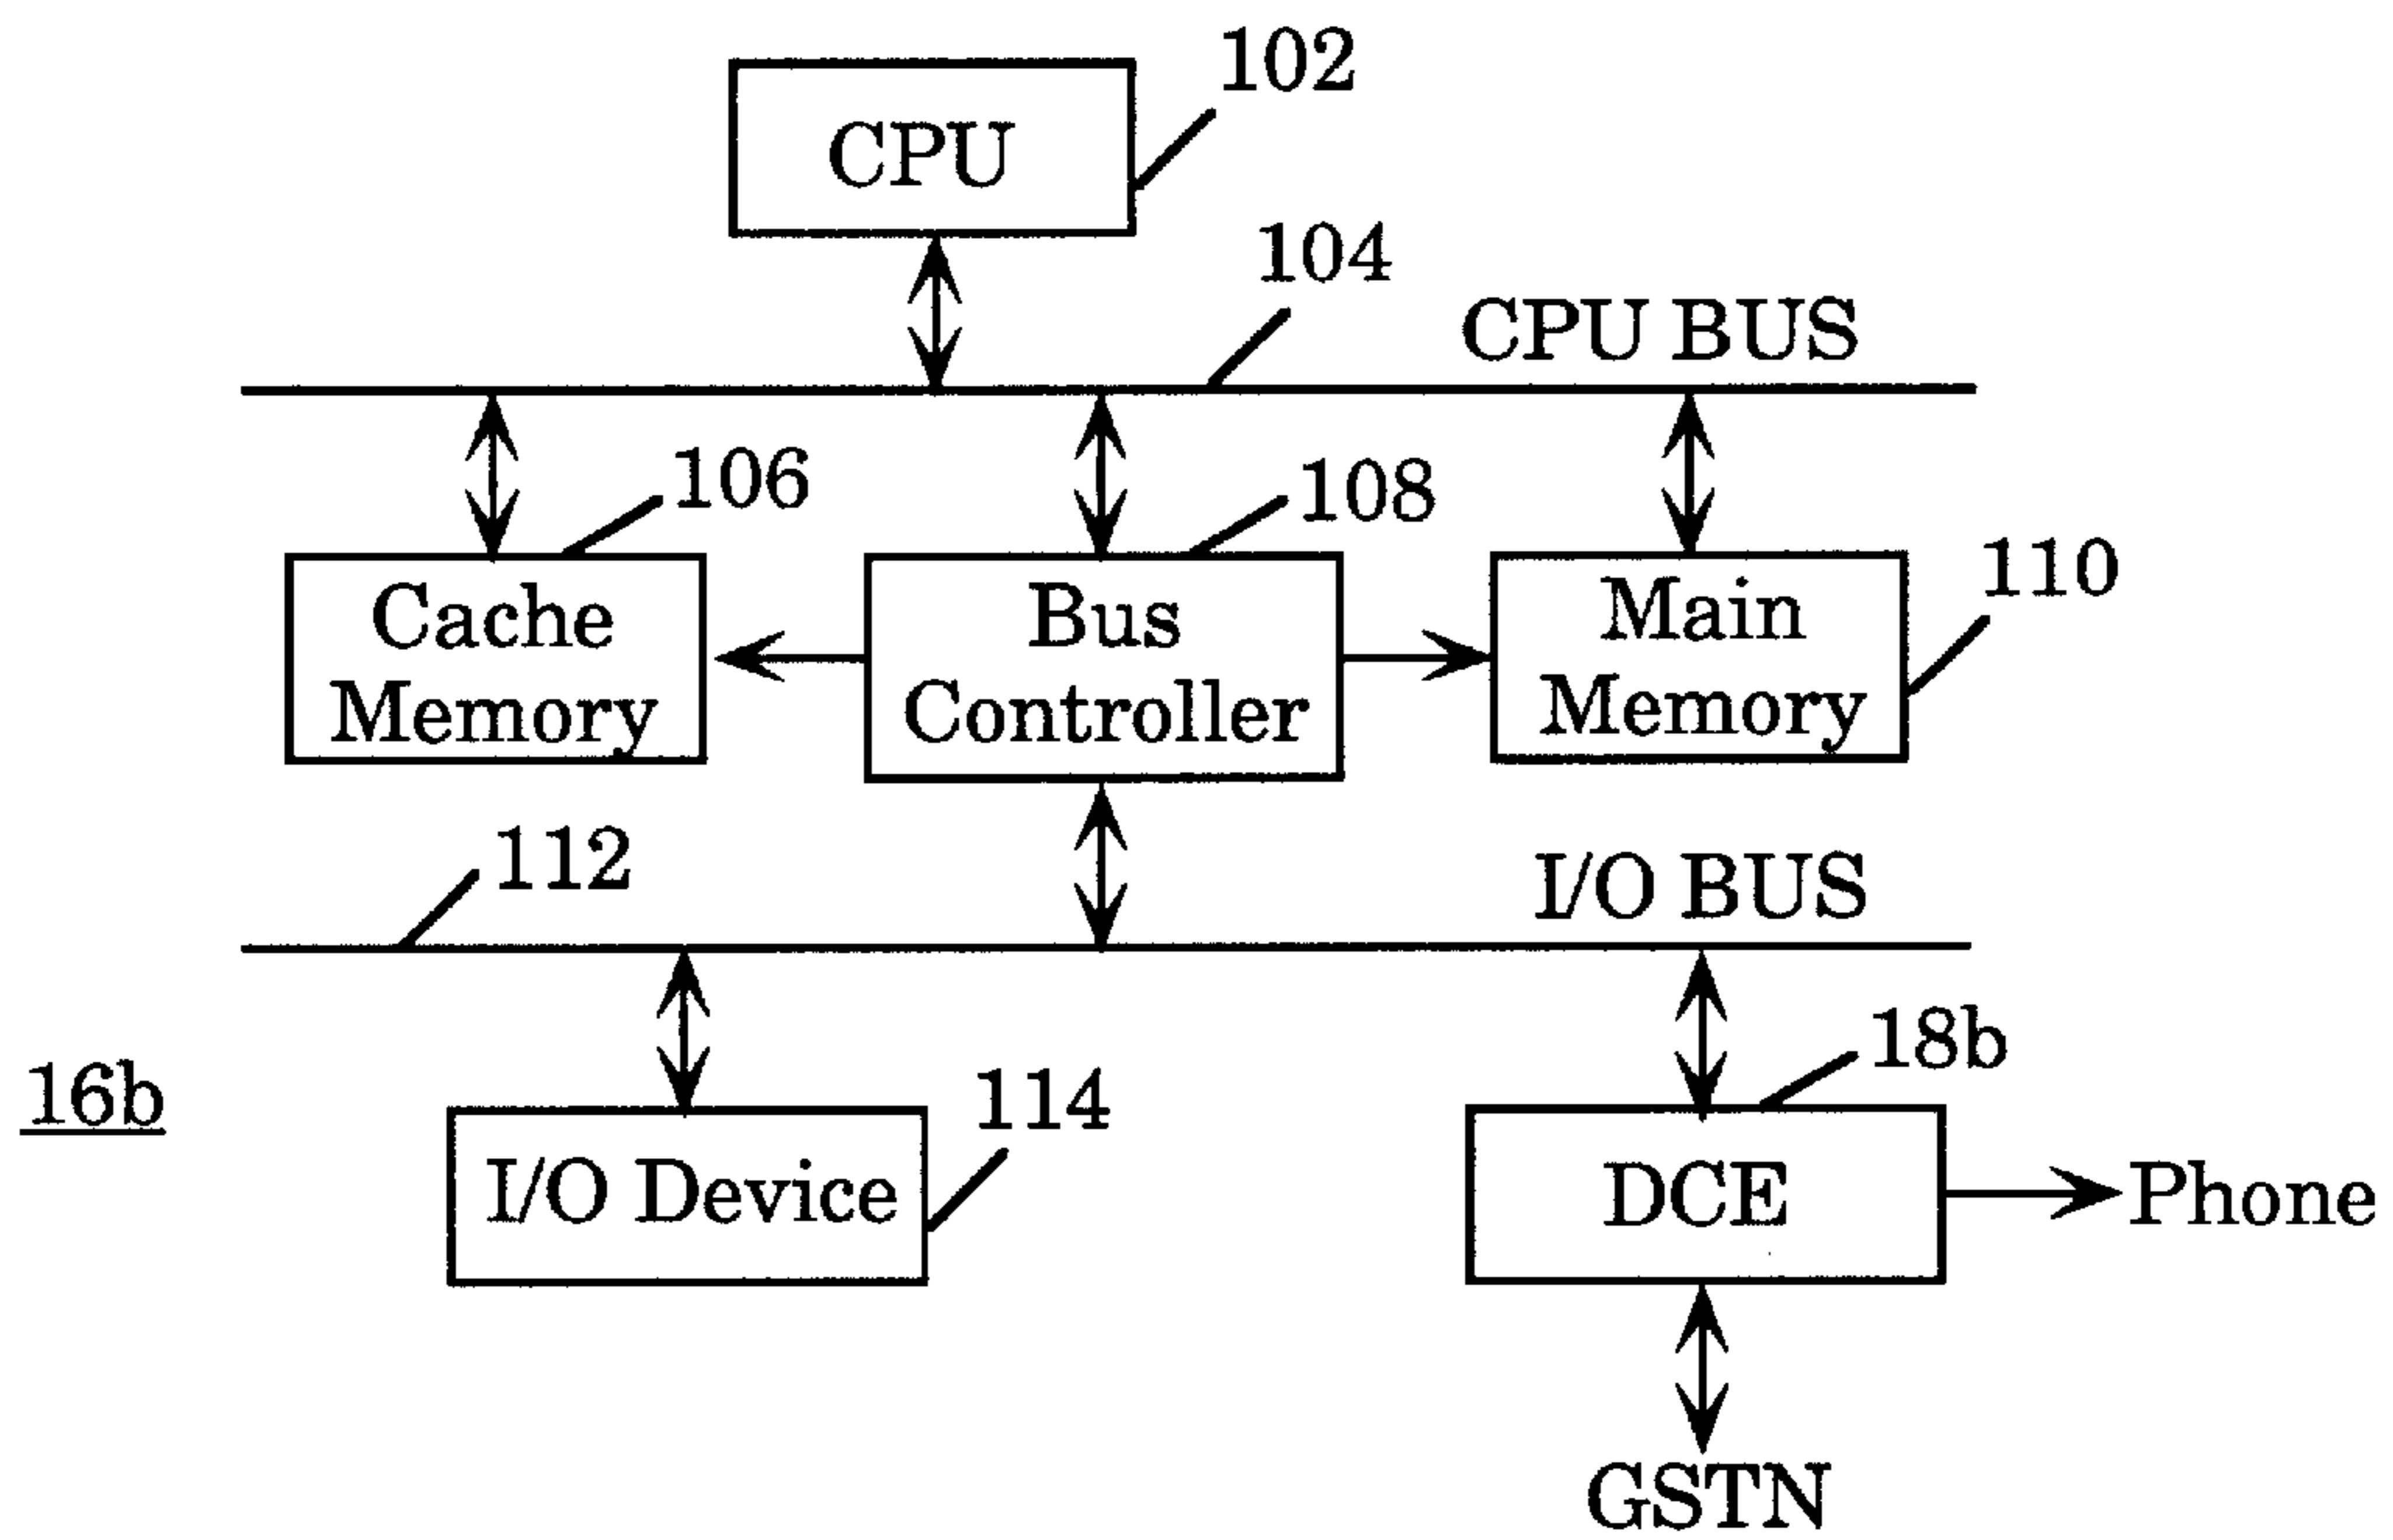 102
CPU
104
CPU BUS
106
108
110
Cache
Memory
Bus
Controller
Main
Memory
112
I/O BUS
16b
114
18b
I/O Device
DCE
Phone
GSTN